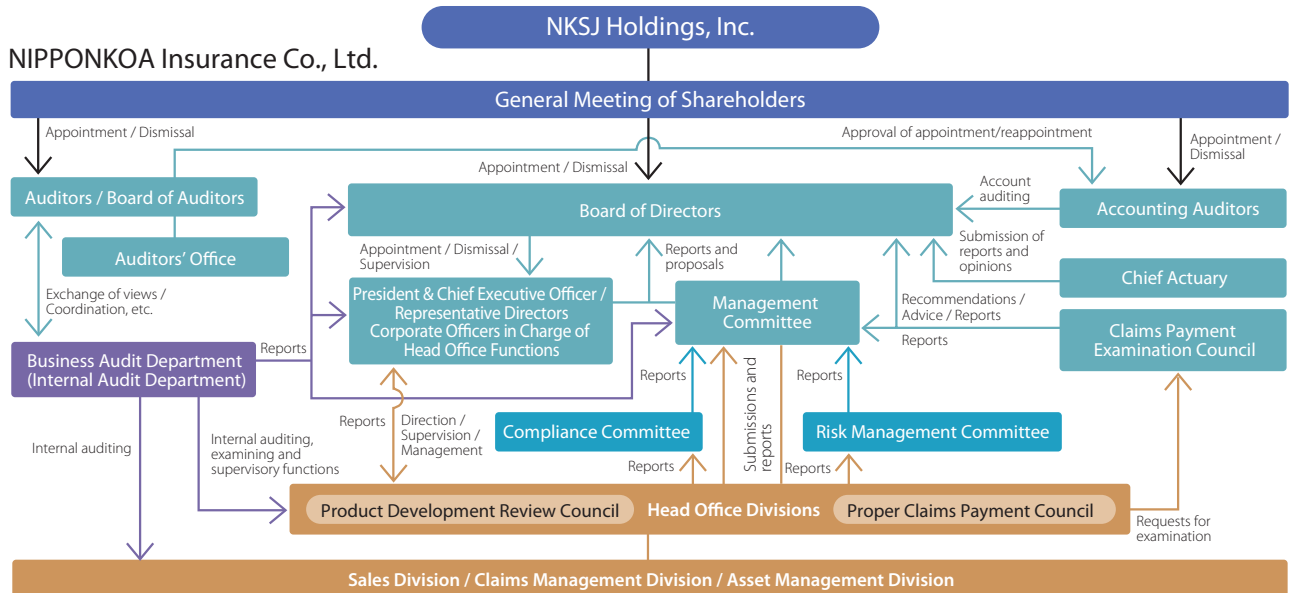 NKSJ Holdings, Inc.
NIPPONKOA Insurance Co., Ltd.
General Meeting of Shareholders
Appointment / Dismissal
Approval of appointment/reappointment
Appointment / Dismissal
Appointment /
Dismissal
Auditors / Board of Auditors
Board of Directors
Account
auditing
Accounting Auditors
Auditors’ Office
Appointment / Dismissal /
Supervision
Reports and
proposals
Submission of
reports and
opinions
Chief Actuary
Exchange of views /
Coordination, etc.
President & Chief Executive Officer /
Representative Directors
Corporate Officers in Charge of
Head Office Functions
Management
Committee
Recommendations /
Advice / Reports
Reports
Claims Payment
Examination Council
Business Audit Department
(Internal Audit Department)
Reports
Reports
Submissions and
reports
Reports
Internal auditing
Internal auditing,
examining and
supervisory functions
Reports
Direction /
Supervision /
Management
Compliance Committee
Risk Management Committee
Reports
Reports
Product Development Review Council
Head Office Divisions
Proper Claims Payment Council
Requests for
examination
Sales Division / Claims Management Division / Asset Management Division